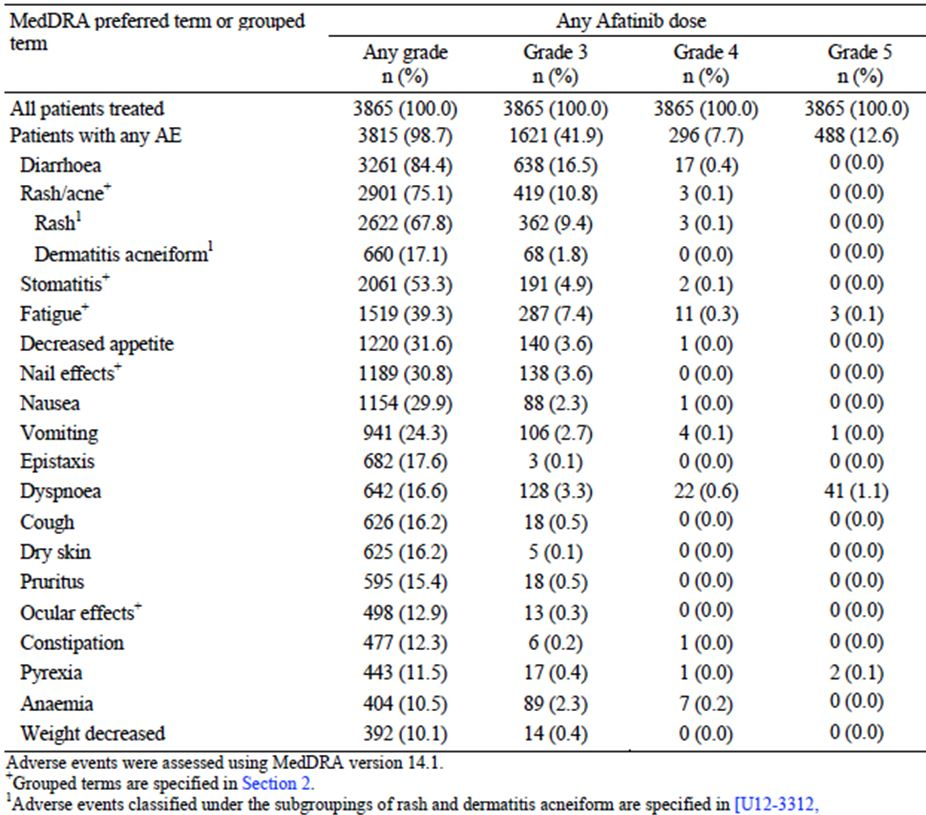 MedDRA preferred term or grouped term Any Afatinib dose
Any grade n (%) Grade 3 n (%) Grade 4 n (%) Grade 5 n (%)
All patients treated 3865 (100.0) 3865 (100.0) 3865 (100.0) 3865 (100.0)
Patients with any AE 3815 (98.7) 1621 (41.9) 296 (7.7) 488 (12.6)
Diarrhoea 3261 (84.4) 638 (16.5) 17 (0.4) 0 (0.0)
Rash/acne+ 2901 (75.1) 419 (10.8) 3 (0.1) 0 (0.0)
Rash1 2622 (67.8) 362 (9.4) 3 (0.1) 0 (0.0)
Dermatitis acneiform1 660 (17.1) 68 (1.8) 0 (0.0) 0 (0.0)
Stomatitis+ 2061 (53.3) 191 (4.9) 2 (0.1) 0 (0.0)
Fatigue+ 1519 (39.3) 287 (7.4) 11 (0.3) 3 (0.1)
Decreased appetite 1220 (31.6) 140 (3.6) 1 (0.0) 0 (0.0)
Nail effects+ 1189 (30.8) 138 (3.6) 0 (0.0) 0 (0.0)
Nausea 1154 (29.9) 88 (2.3) 1 (0.0) 0 (0.0)
Vomiting 941 (24.3) 106 (2.7) 4 (0.1) 1 (0.0)
Epistaxis 682 (17.6) 3 (0.1) 0 (0.0) 0 (0.0)
Dyspnoea 642 (16.6) 128 (3.3) 22 (0.6) 41 (1.1)
Cough 626 (16.2) 18 (0.5) 0 (0.0) 0 (0.0)
Dry skin 625 (16.2) 5 (0.1) 0 (0.0) 0 (0.0)
Pruritus 595 (15.4) 18 (0.5) 0 (0.0) 0 (0.0)
Ocular effects+ 498 (12.9) 13 (0.3) 0 (0.0) 0 (0.0)
Constipation 477 (12.3) 6 (0.2) 1 (0.0) 0 (0.0)
Pyrexia 443 (11.5) 17 (0.4) 1 (0.0) 2 (0.1)
Anaemia 404 (10.5) 89 (2.3) 7 (0.2) 0 (0.0)
Weight decreased 392 (10.1) 14 (0.4) 0 (0.0) 0 (0.0)
Adverse events were assessed using MedDRA version 14.1.
+Grouped terms are specified in Section 2.
1Adverse events classified under the subgroupings of rash and dermatitis acneiform are specified in [U12-3312,